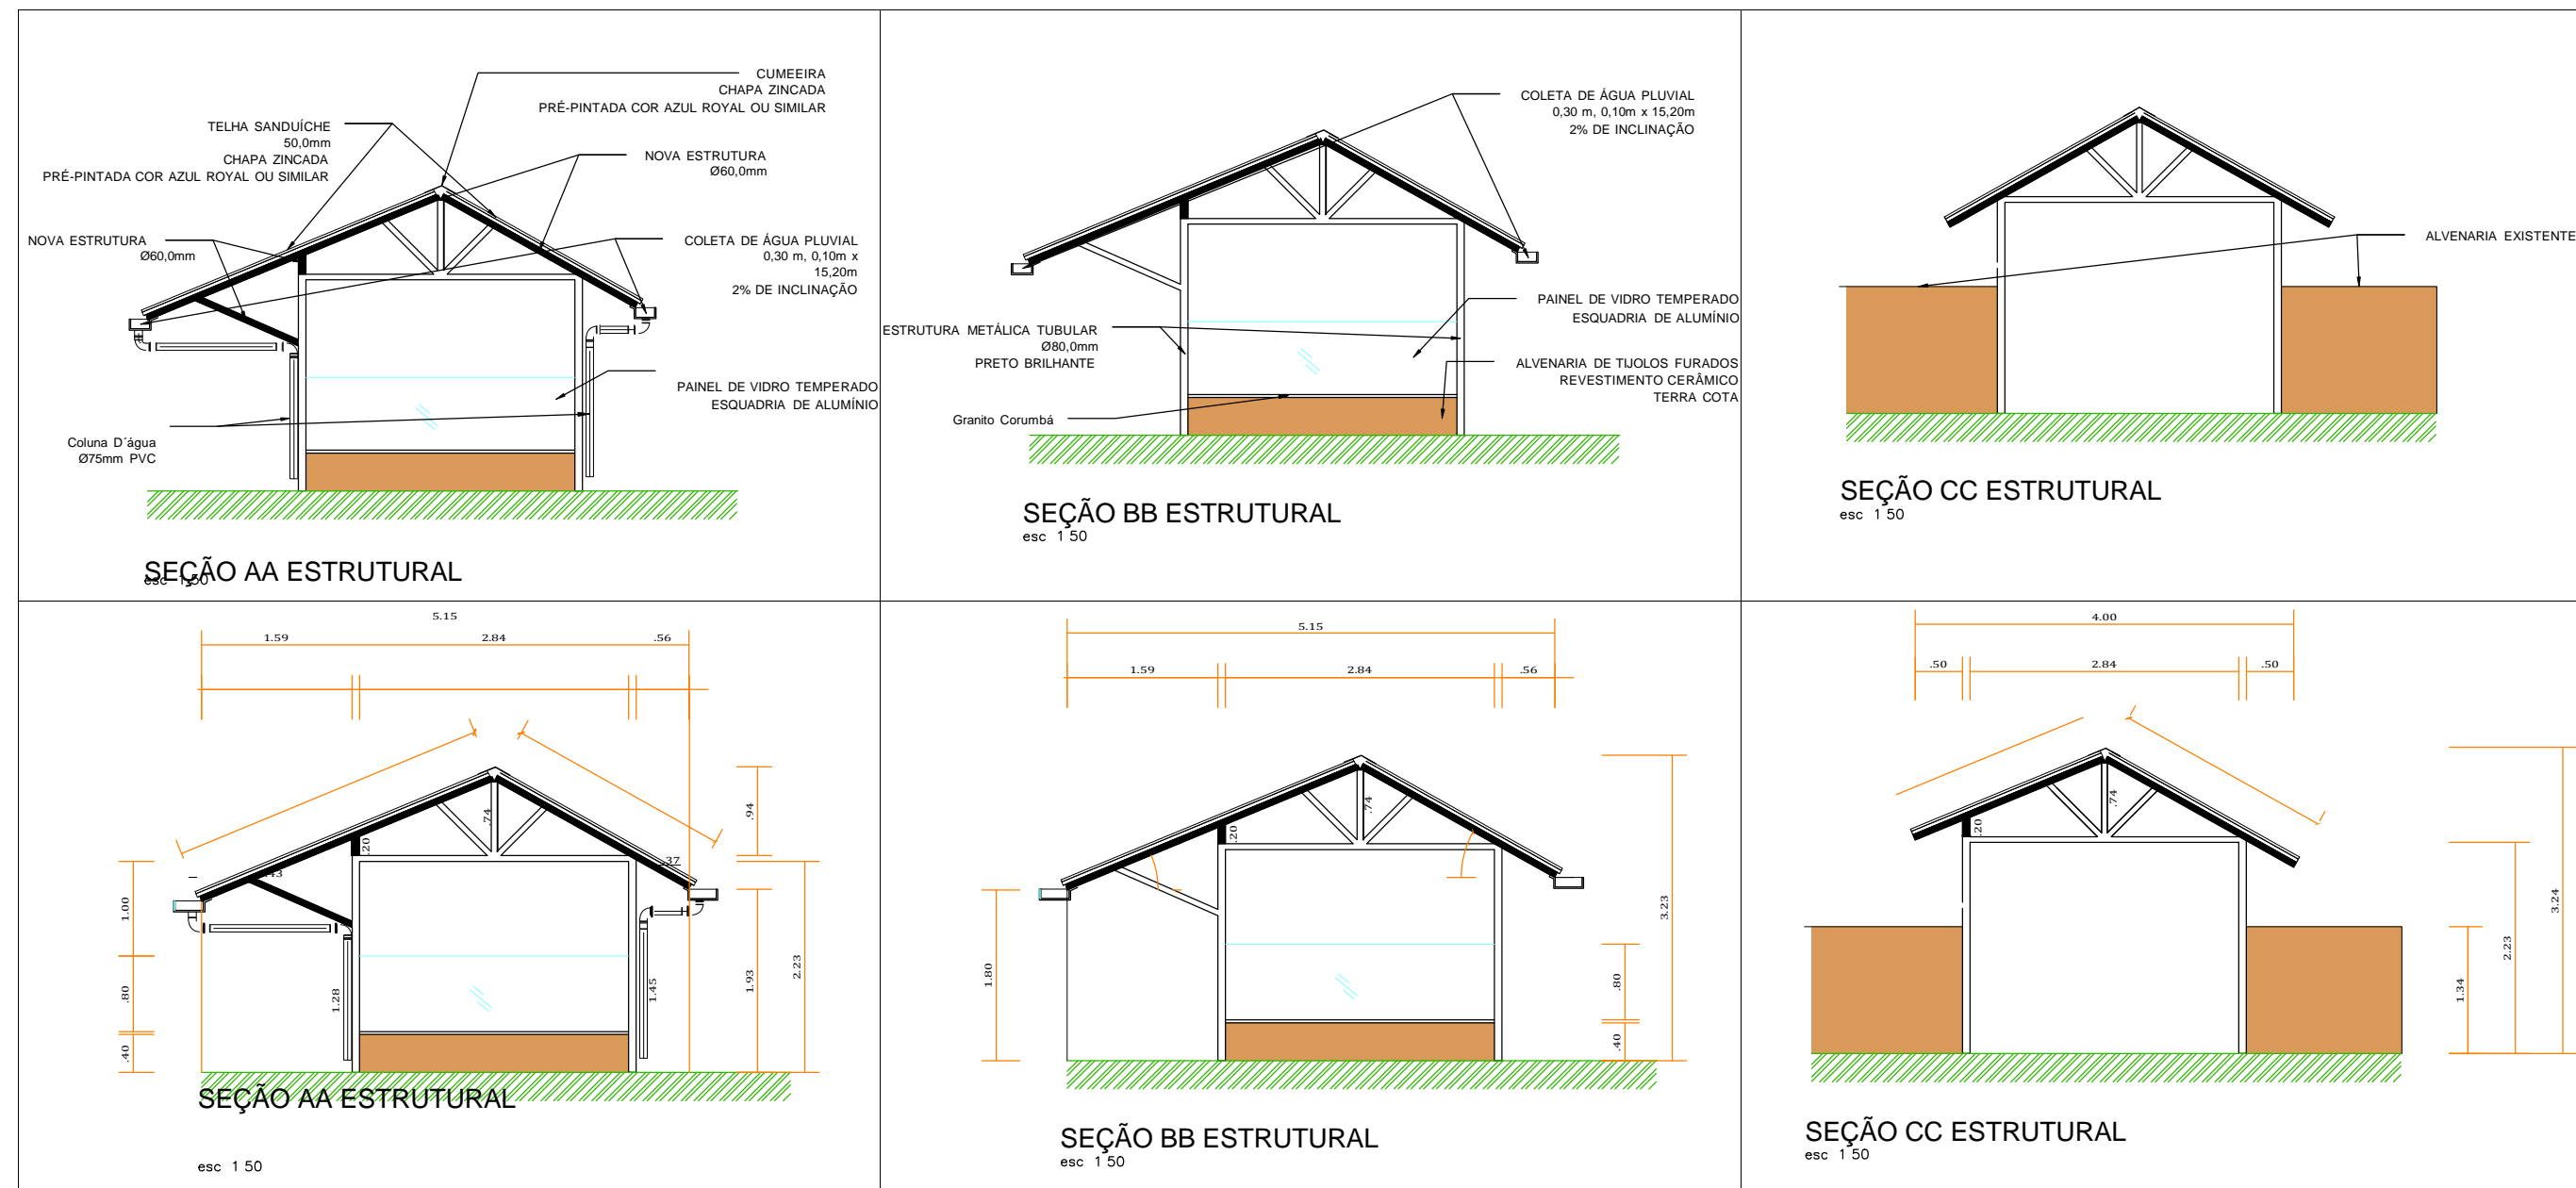 CUMEEIRA
CHAPA ZINCADA
PRÉ-PINTADA COR AZUL ROYAL OU SIMILAR
TELHA SANDUÍCHE
50,0mm
CHAPA ZINCADA
PRÉ-PINTADA COR AZUL ROYAL OU SIMILAR
NOVA ESTRUTURA
Ø60,0mm
NOVA ESTRUTURA
Ø60,0mm
COLETA DE ÁGUA PLUVIAL
0,30 m, 0,10m x
15,20m
2% DE INCLINAÇÃO
PAINEL DE VIDRO TEMPERADO
ESQUADRIA DE ALUMÍNIO
Coluna D´água
Ø75mm PVC
SEÇÃO AA ESTRUTURAL
esc 1 50
COLETA DE ÁGUA PLUVIAL
0,30 m, 0,10m x 15,20m
2% DE INCLINAÇÃO
PAINEL DE VIDRO TEMPERADO
ESQUADRIA DE ALUMÍNIO
ESTRUTURA METÁLICA TUBULAR
Ø80,0mm
PRETO BRILHANTE
ALVENARIA DE TIJOLOS FURADOS
REVESTIMENTO CERÂMICO
TERRA COTA
Granito Corumbá
SEÇÃO BB ESTRUTURAL
esc 1 50
ALVENARIA EXISTENTE
SEÇÃO CC ESTRUTURAL
esc 1 50
5.15
1.59 2.84 .56
.94
.74
.20
.37
1.00
.80
.40
1.28
1.45
1.93
2.23
SEÇÃO AA ESTRUTURAL
esc 1 50
5.15
1.59 2.84 .56
.74
.20
3.23
1.80
.80
.40
SEÇÃO BB ESTRUTURAL
esc 1 50
4.00
.50 2.84 .50
.74
.20
3.24
2.23
1.34
SEÇÃO CC ESTRUTURAL
esc 1 50